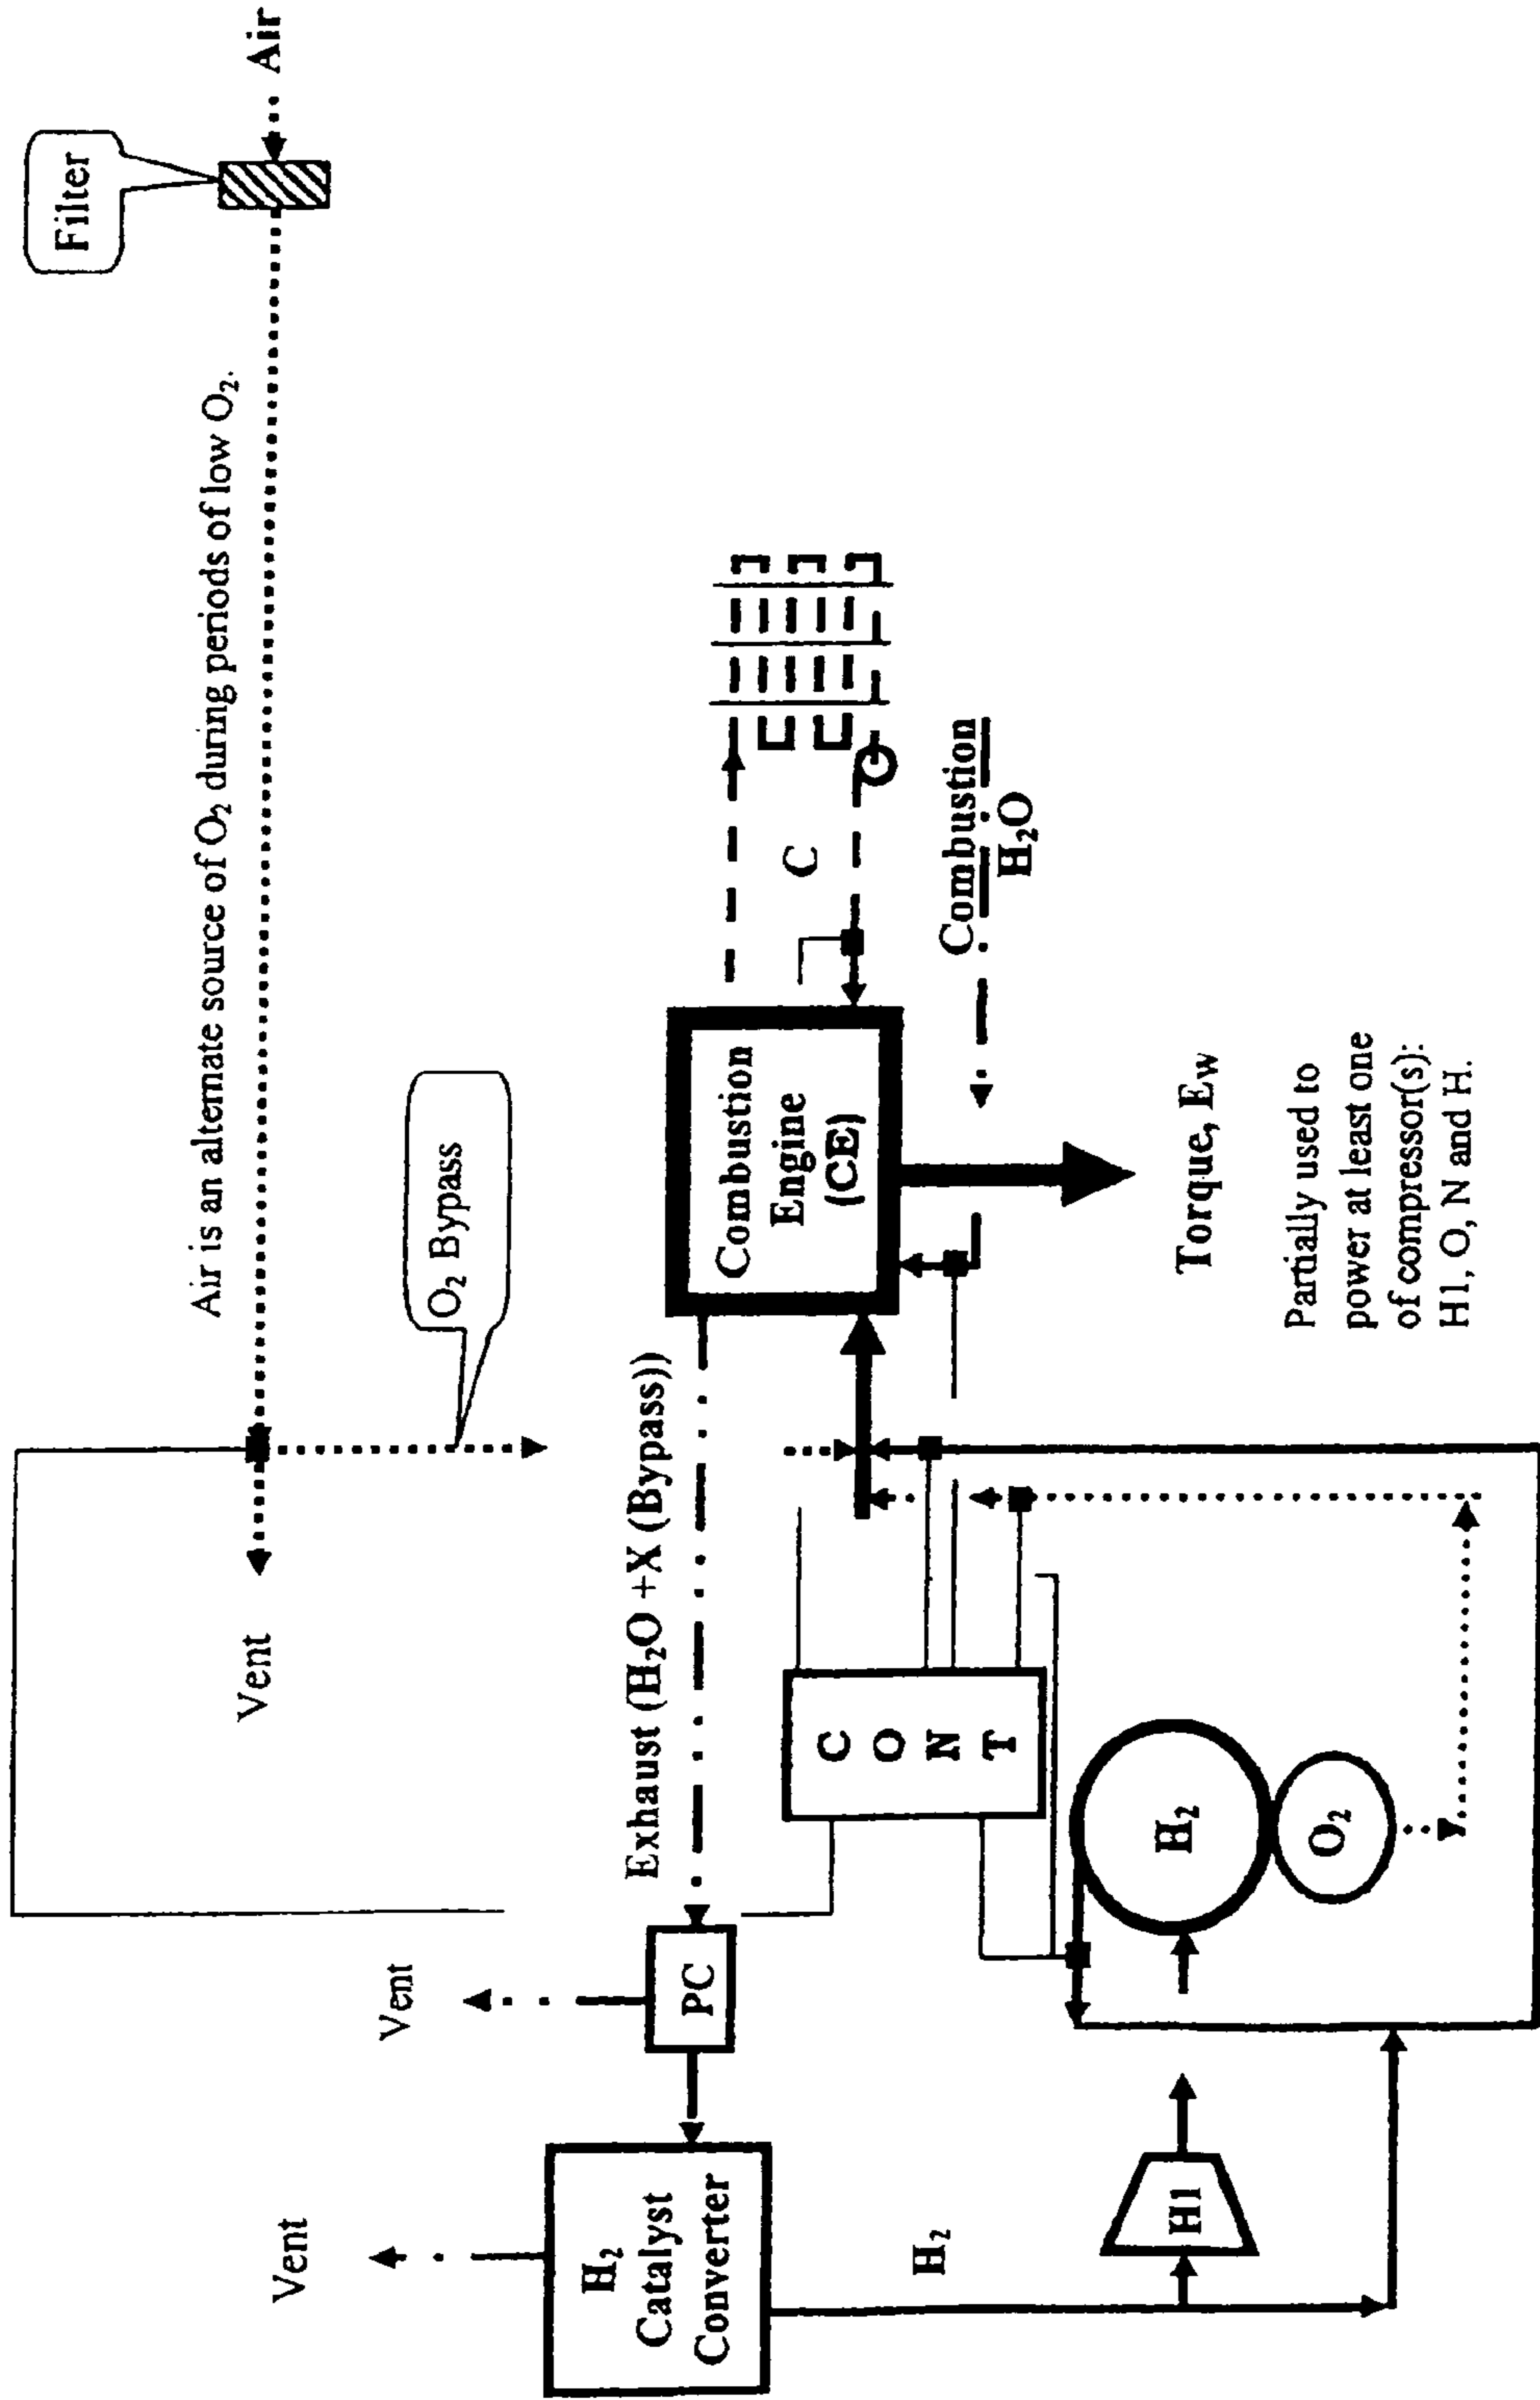 Filter
Air
Air is an alternate source of O₂ during periods of low O₂.
Vent
O₂ Bypass
Vent
Vent
Exhaust (H₂O +X (Bypass))
H₂
Catalyst
Converter
PC
Combustion
Engine
(CE)
C
C
O
N
T
Combustion
H₂O
H₂
H1
H₂
O₂
Torque, Ew
Partially used to
power at least one
of compressor(s):
H1, O, N and H.